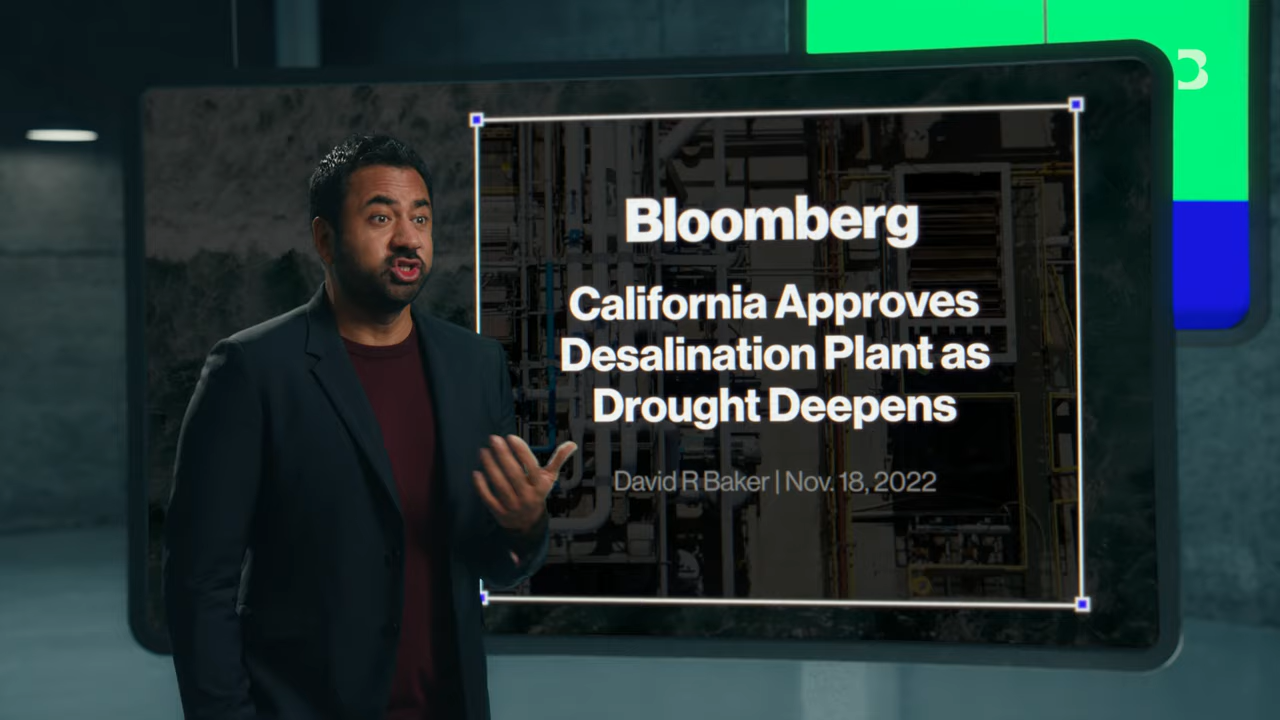 Bloomberg
California Approves
Desalination Plant as
Drought Deepens
David R Baker | Nov. 18, 2022